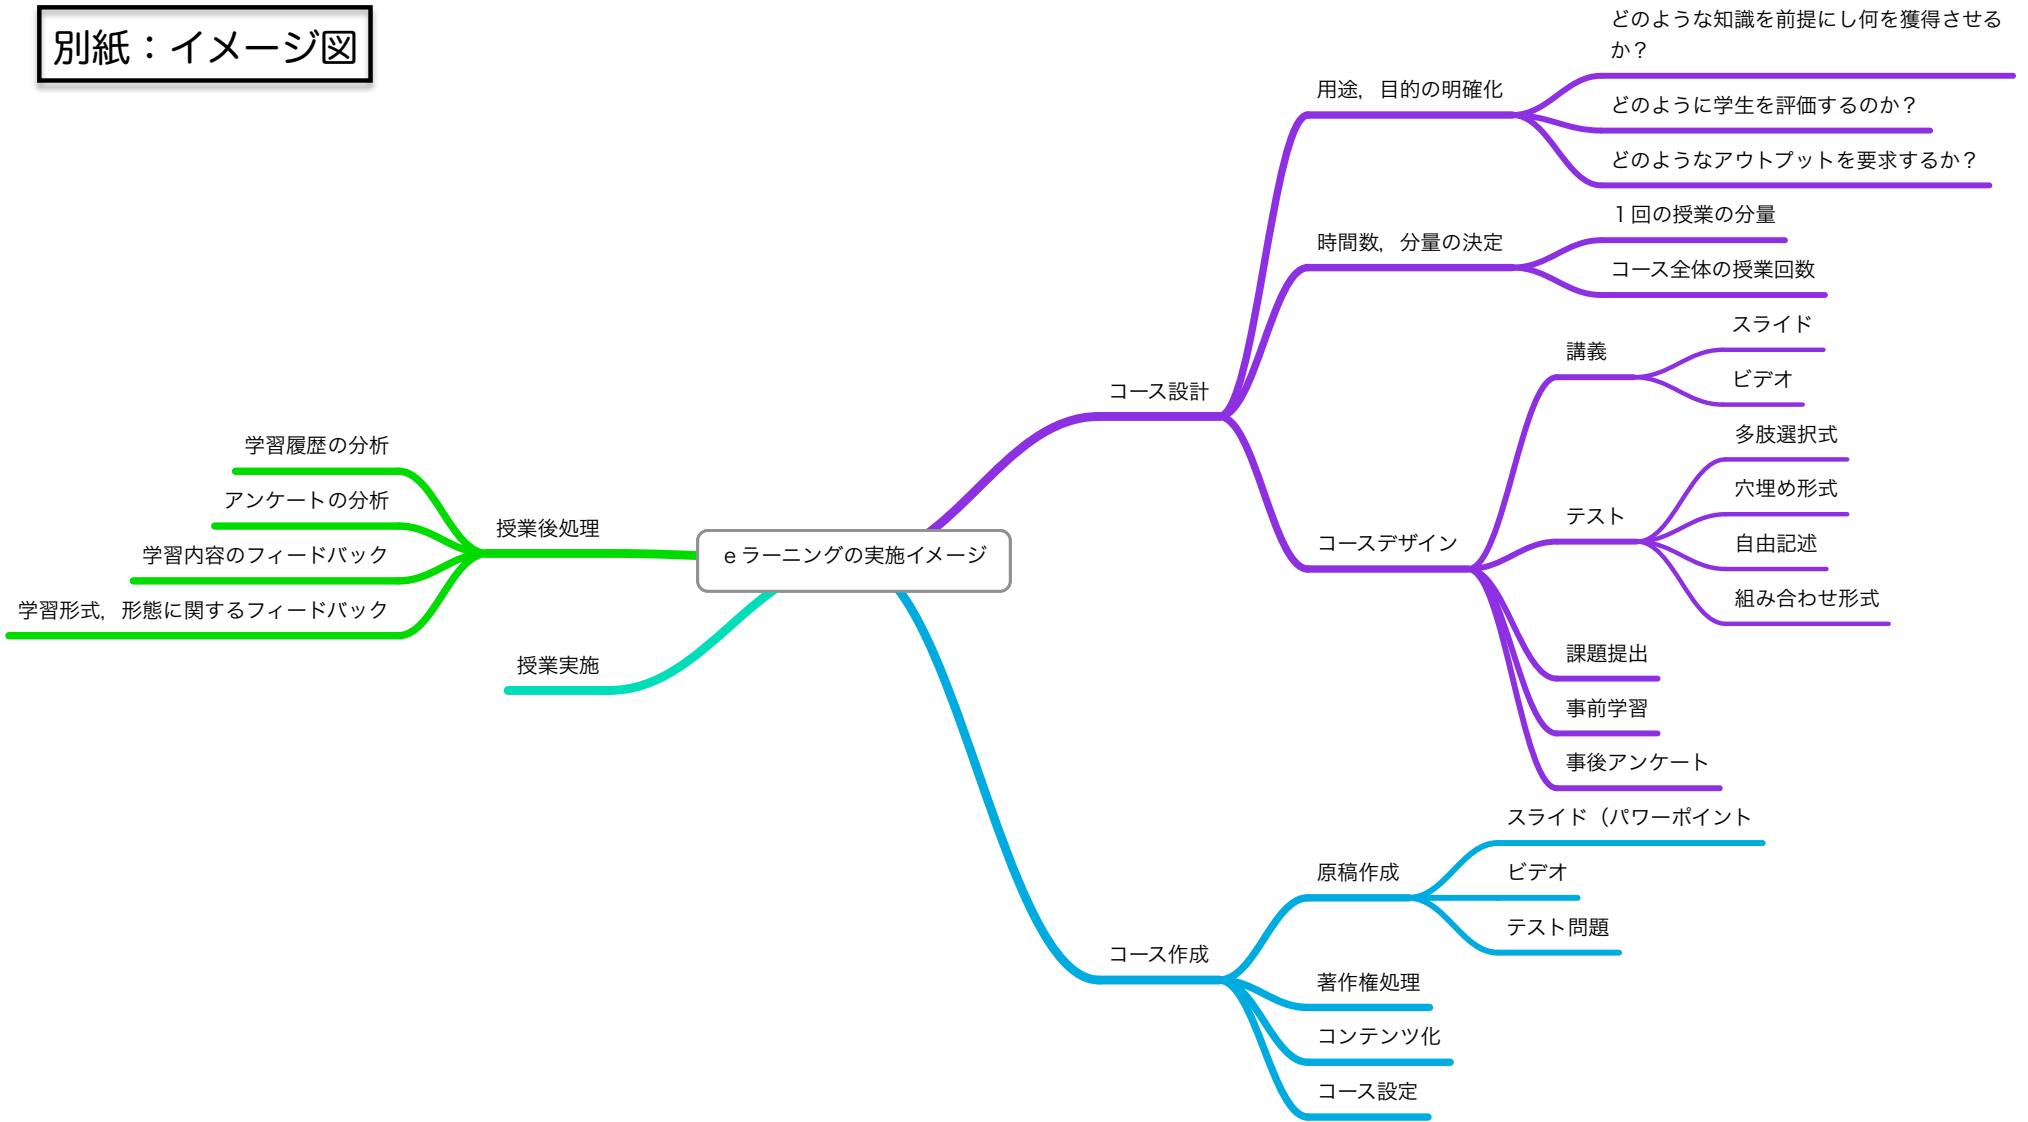 別紙：イメージ図
eラーニングの実施イメージ
コース設計
用途，目的の明確化
どのような知識を前提にし何を獲得させる
か？
どのように学生を評価するのか？
どのようなアウトプットを要求するか？
時間数，分量の決定
１回の授業の分量
コース全体の授業回数
コースデザイン
講義
スライド
ビデオ
テスト
多肢選択式
穴埋め形式
自由記述
組み合わせ形式
課題提出
事前学習
事後アンケート
コース作成
原稿作成
スライド（パワーポイント
ビデオ
テスト問題
著作権処理
コンテンツ化
コース設定
授業実施
授業後処理
学習履歴の分析
アンケートの分析
学習内容のフィードバック
学習形式，形態に関するフィードバック